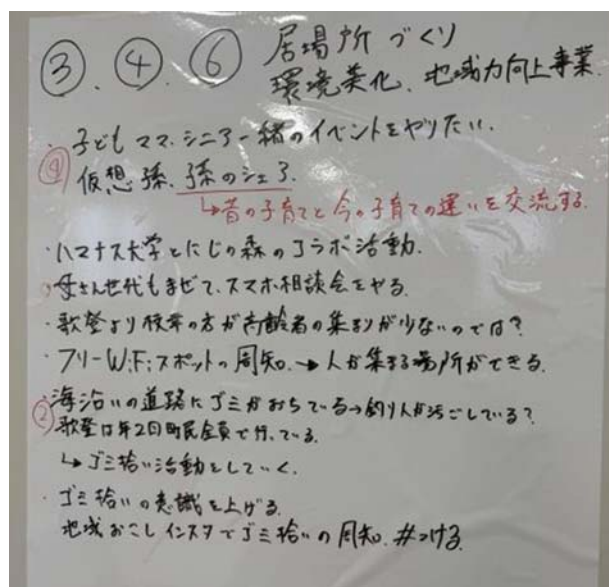 ③.④.⑥ 居場所づくり
環境美化、地域力向上事業
・子どもママ、シニア一緒のイベントをやりたい.
④ 仮想孫、孫のシェア.
↳昔の子育てと今の子育ての違いを交流する.
・ハマナス大学とにじの森のコラボ活動.
・母さん世代もまぜて、スマホ相談会をやる.
・歌登より枝幸の方が高齢者の集まりが少ないのでは?
・フリーWiFiスポットの周知.→人が集まる場所ができる.
・海沿いの道路にゴミがおちている→釣り人が汚ごしている?
② 歌登は年2回町民全員で行っている.
↳ゴミ拾い活動をしていく.
・ゴミ拾いの意識を上げる.
地域おこしインスタでゴミ拾いの周知.#つける.